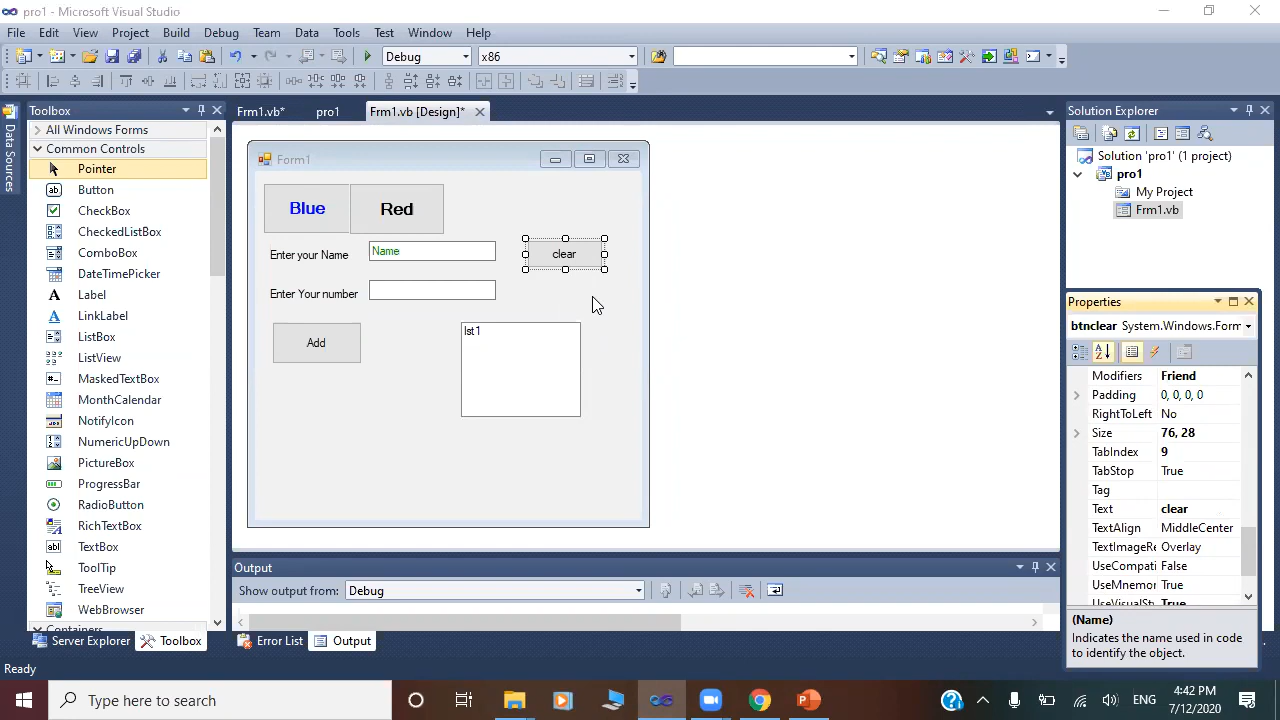 pro1 - Microsoft Visual Studio
File Edit View Project Build Debug Team Data Tools Test Window Help
Debug x86
Data Sources
Toolbox
All Windows Forms
Common Controls
Pointer
Button
CheckBox
CheckedListBox
ComboBox
DateTimePicker
Label
LinkLabel
ListBox
ListView
MaskedTextBox
MonthCalendar
NotifyIcon
NumericUpDown
PictureBox
ProgressBar
RadioButton
RichTextBox
TextBox
ToolTip
TreeView
WebBrowser
Containers
Server Explorer Toolbox
Frm1.vb* pro1 Frm1.vb [Design]*
Form1
Blue Red
Enter your Name Name clear
Enter Your number
Add lst1
Output
Show output from: Debug
Error List Output
Solution Explorer
Solution 'pro1' (1 project)
pro1
My Project
Frm1.vb
Properties
btnclear System.Windows.Form
Modifiers Friend
Padding 0, 0, 0, 0
RightToLeft No
Size 76, 28
TabIndex 9
TabStop True
Tag
Text clear
TextAlign MiddleCenter
TextImageRe Overlay
UseCompati False
UseMnemor True
UseVisualSt True
(Name)
Indicates the name used in code
to identify the object.
Ready
Type here to search
ENG
4:42 PM
7/12/2020